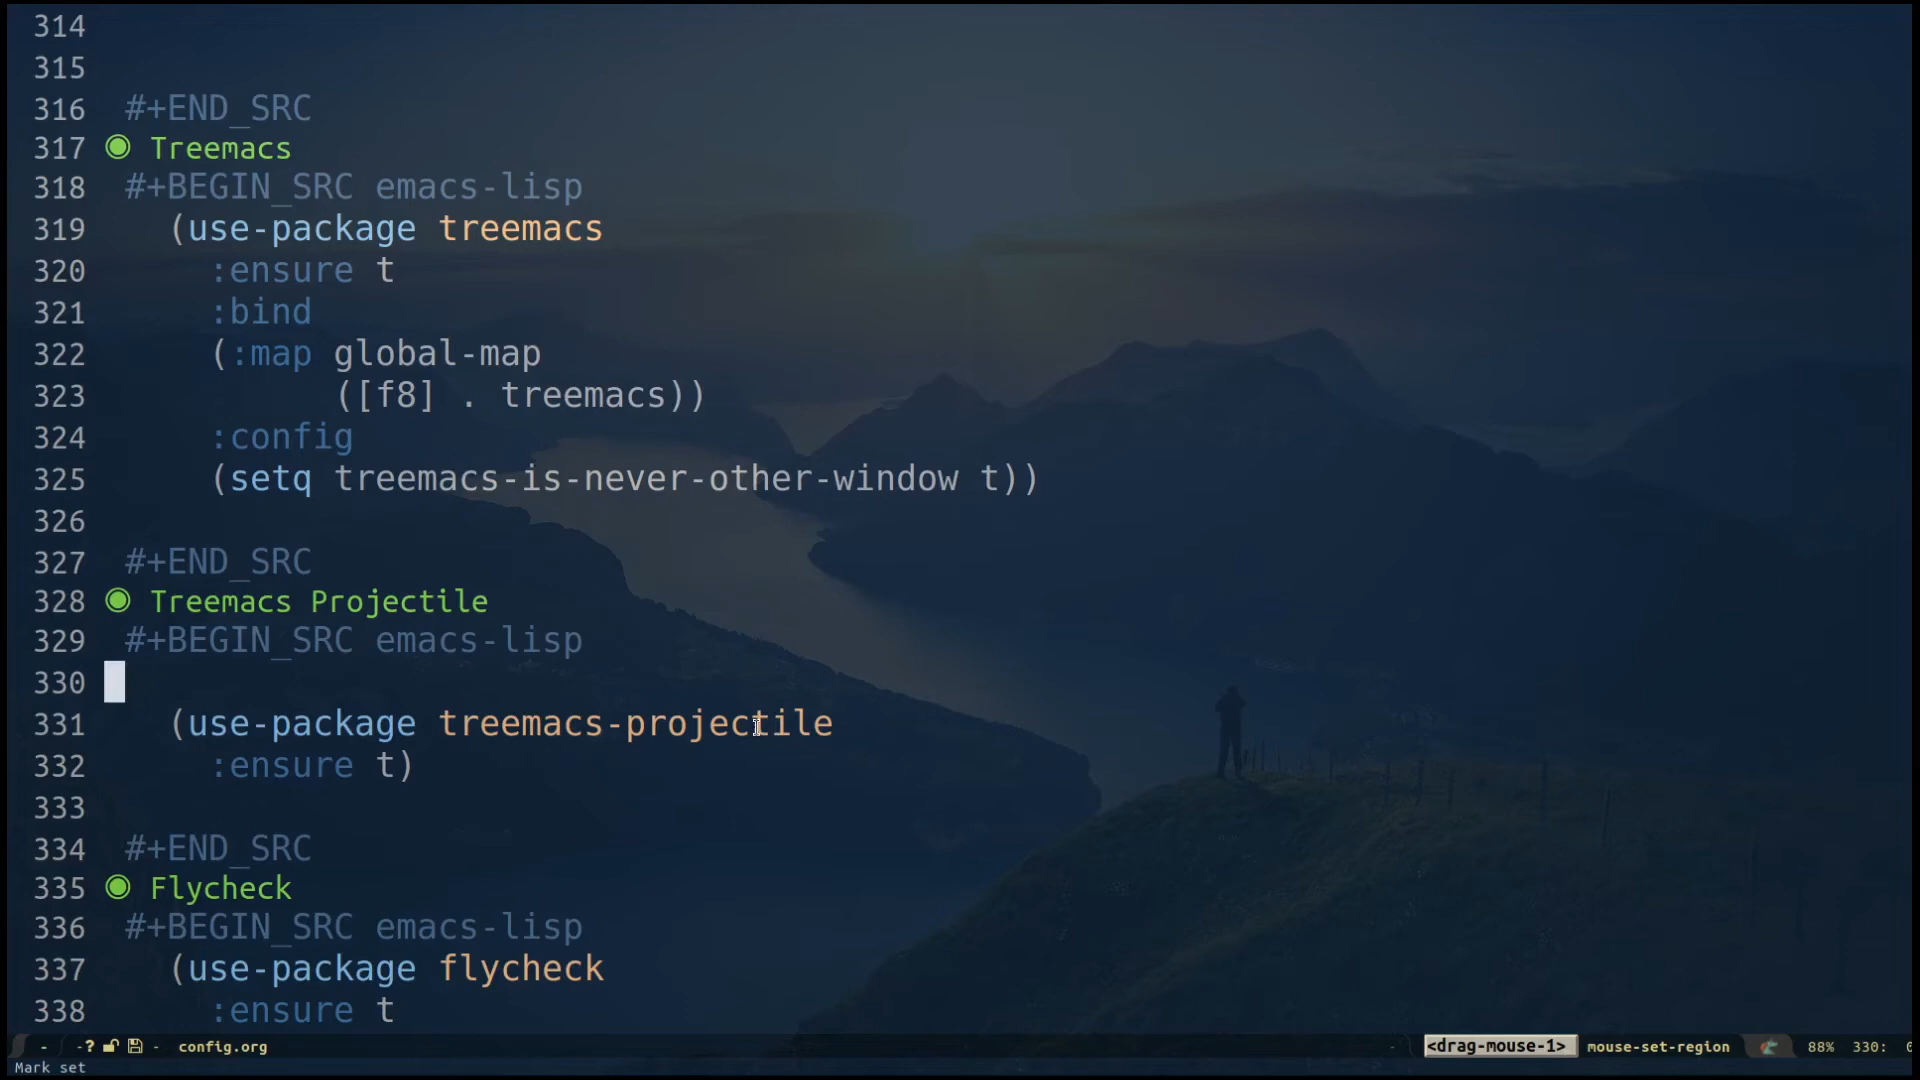 314
315
316 #+END_SRC
317 ◉ Treemacs
318 #+BEGIN_SRC emacs-lisp
319 (use-package treemacs
320 :ensure t
321 :bind
322 (:map global-map
323 ([f8] . treemacs))
324 :config
325 (setq treemacs-is-never-other-window t))
326
327 #+END_SRC
328 ◉ Treemacs Projectile
329 #+BEGIN_SRC emacs-lisp
330
331 (use-package treemacs-projectile
332 :ensure t)
333
334 #+END_SRC
335 ◉ Flycheck
336 #+BEGIN_SRC emacs-lisp
337 (use-package flycheck
338 :ensure t
- -? - config.org - <drag-mouse-1> mouse-set-region 88% 330: 0
Mark set